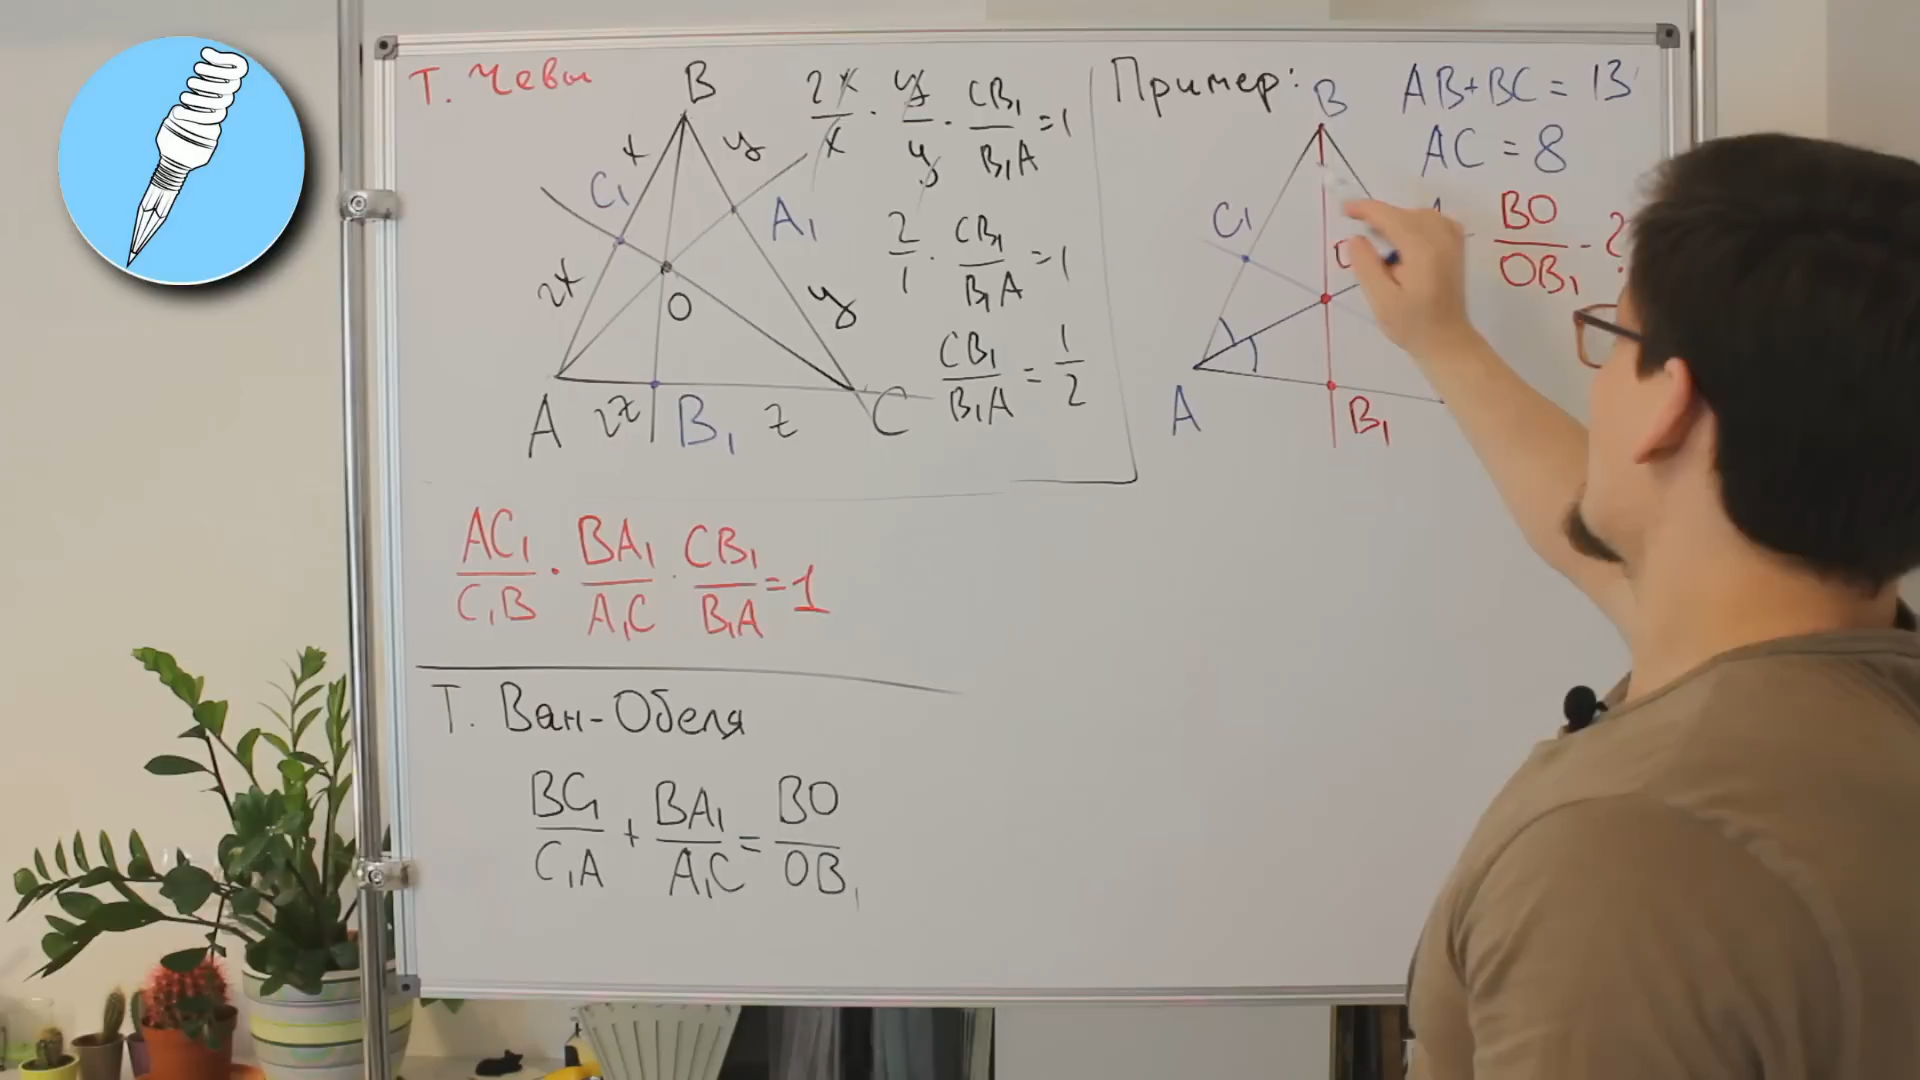 Т. Чевы
B
x
y
C₁
A₁
2x
y
O
A
2z
B₁
z
C
2x/x · y/y · CB₁/B₁A = 1
2/1 · CB₁/B₁A = 1
CB₁/B₁A = 1/2
AC₁/C₁B · BA₁/A₁C · CB₁/B₁A = 1
Т. Ван-Обеля
BC₁/C₁A + BA₁/A₁C = BO/OB₁
Пример:
B
AB+BC = 13
AC = 8
BO/OB₁ - ?
C₁
A
B₁